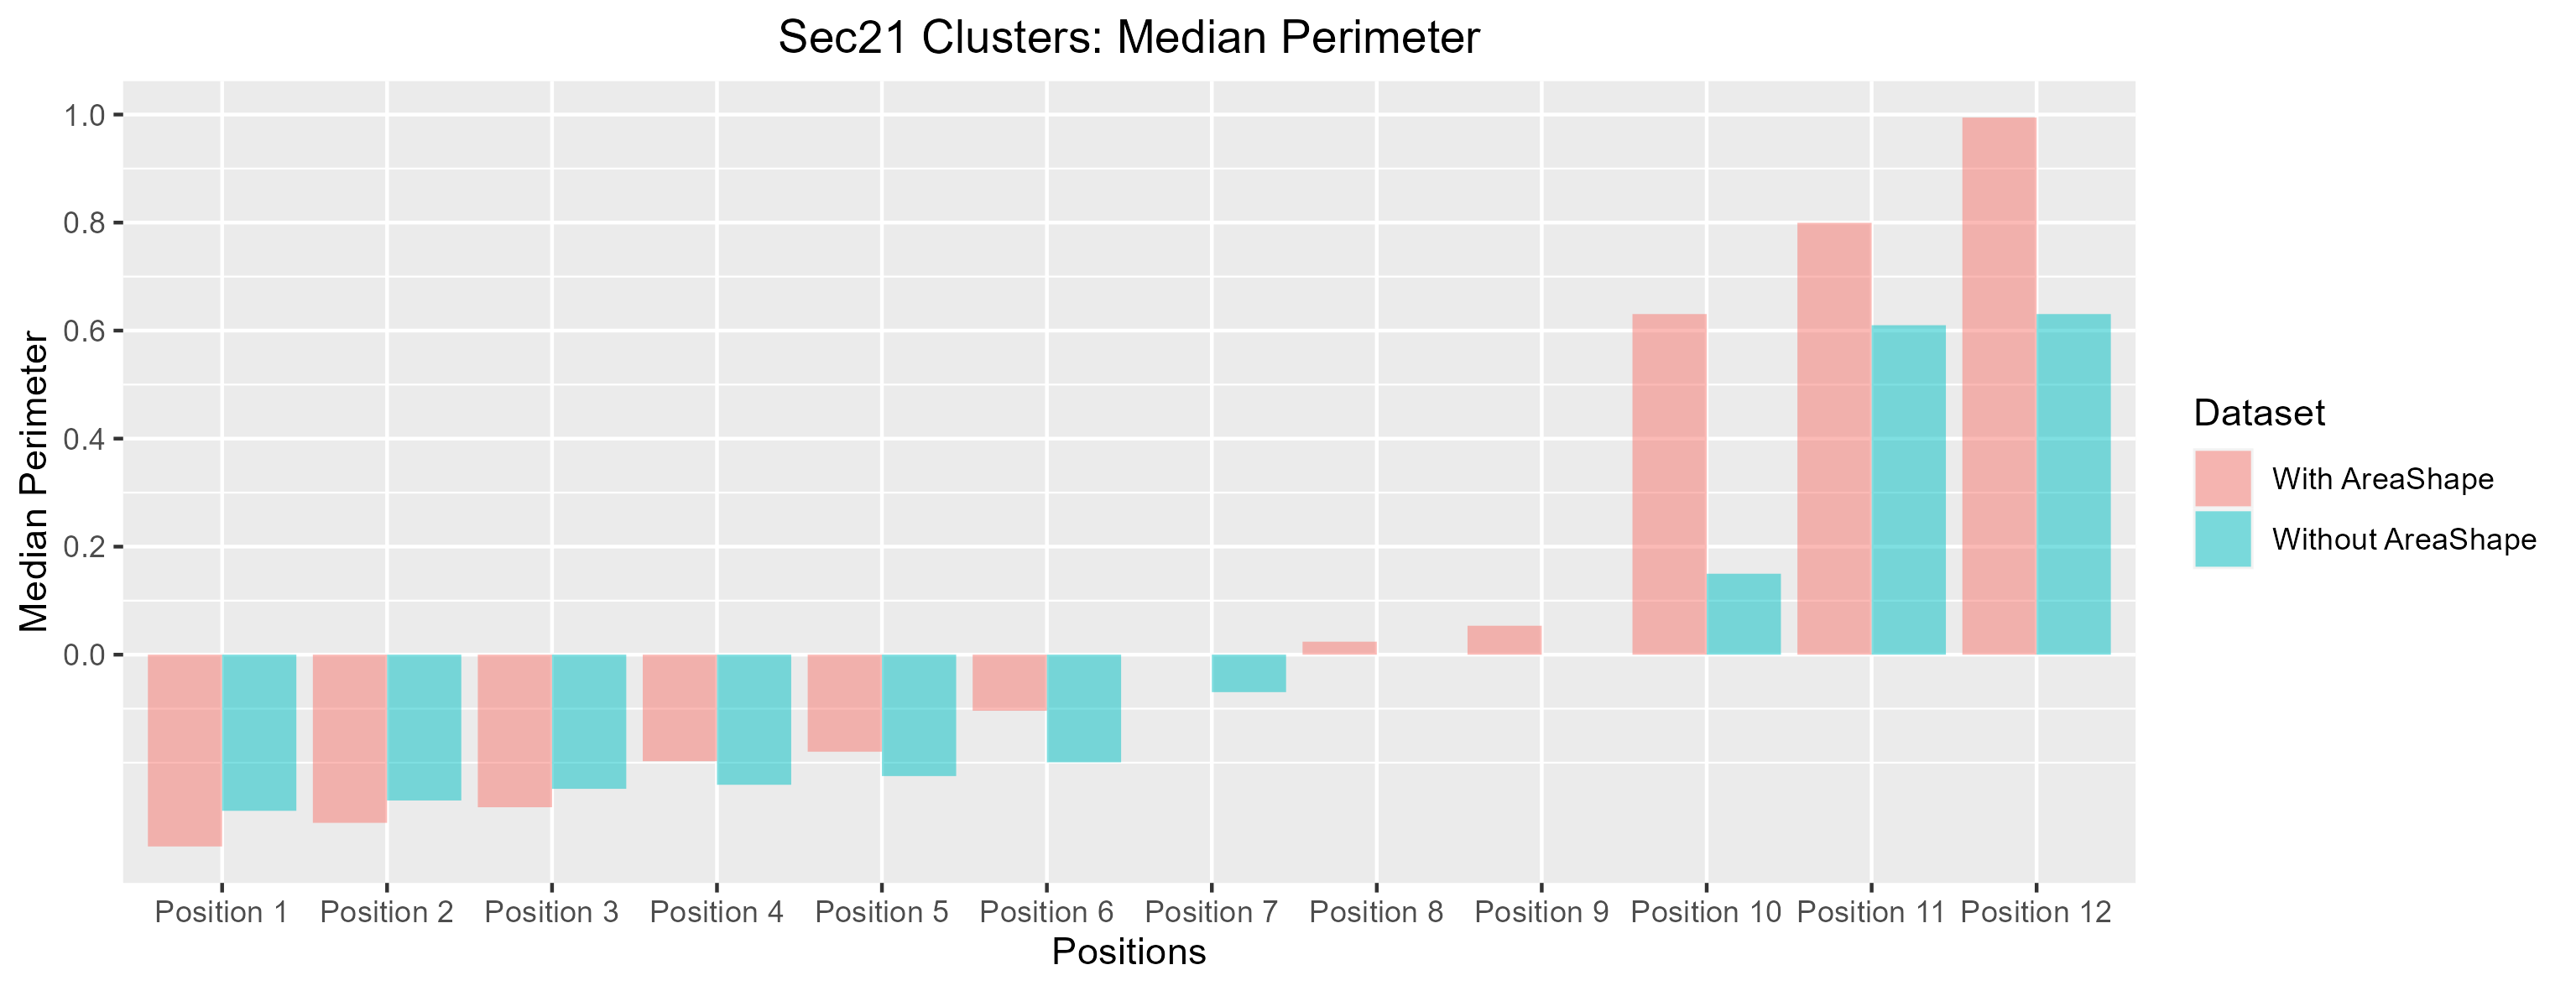 Sec21 Clusters: Median Perimeter
Median Perimeter
1.0
0.8
0.6
0.4
0.2
0.0
Position 1 Position 2 Position 3 Position 4 Position 5 Position 6 Position 7 Position 8 Position 9 Position 10 Position 11 Position 12
Positions
Dataset
With AreaShape
Without AreaShape